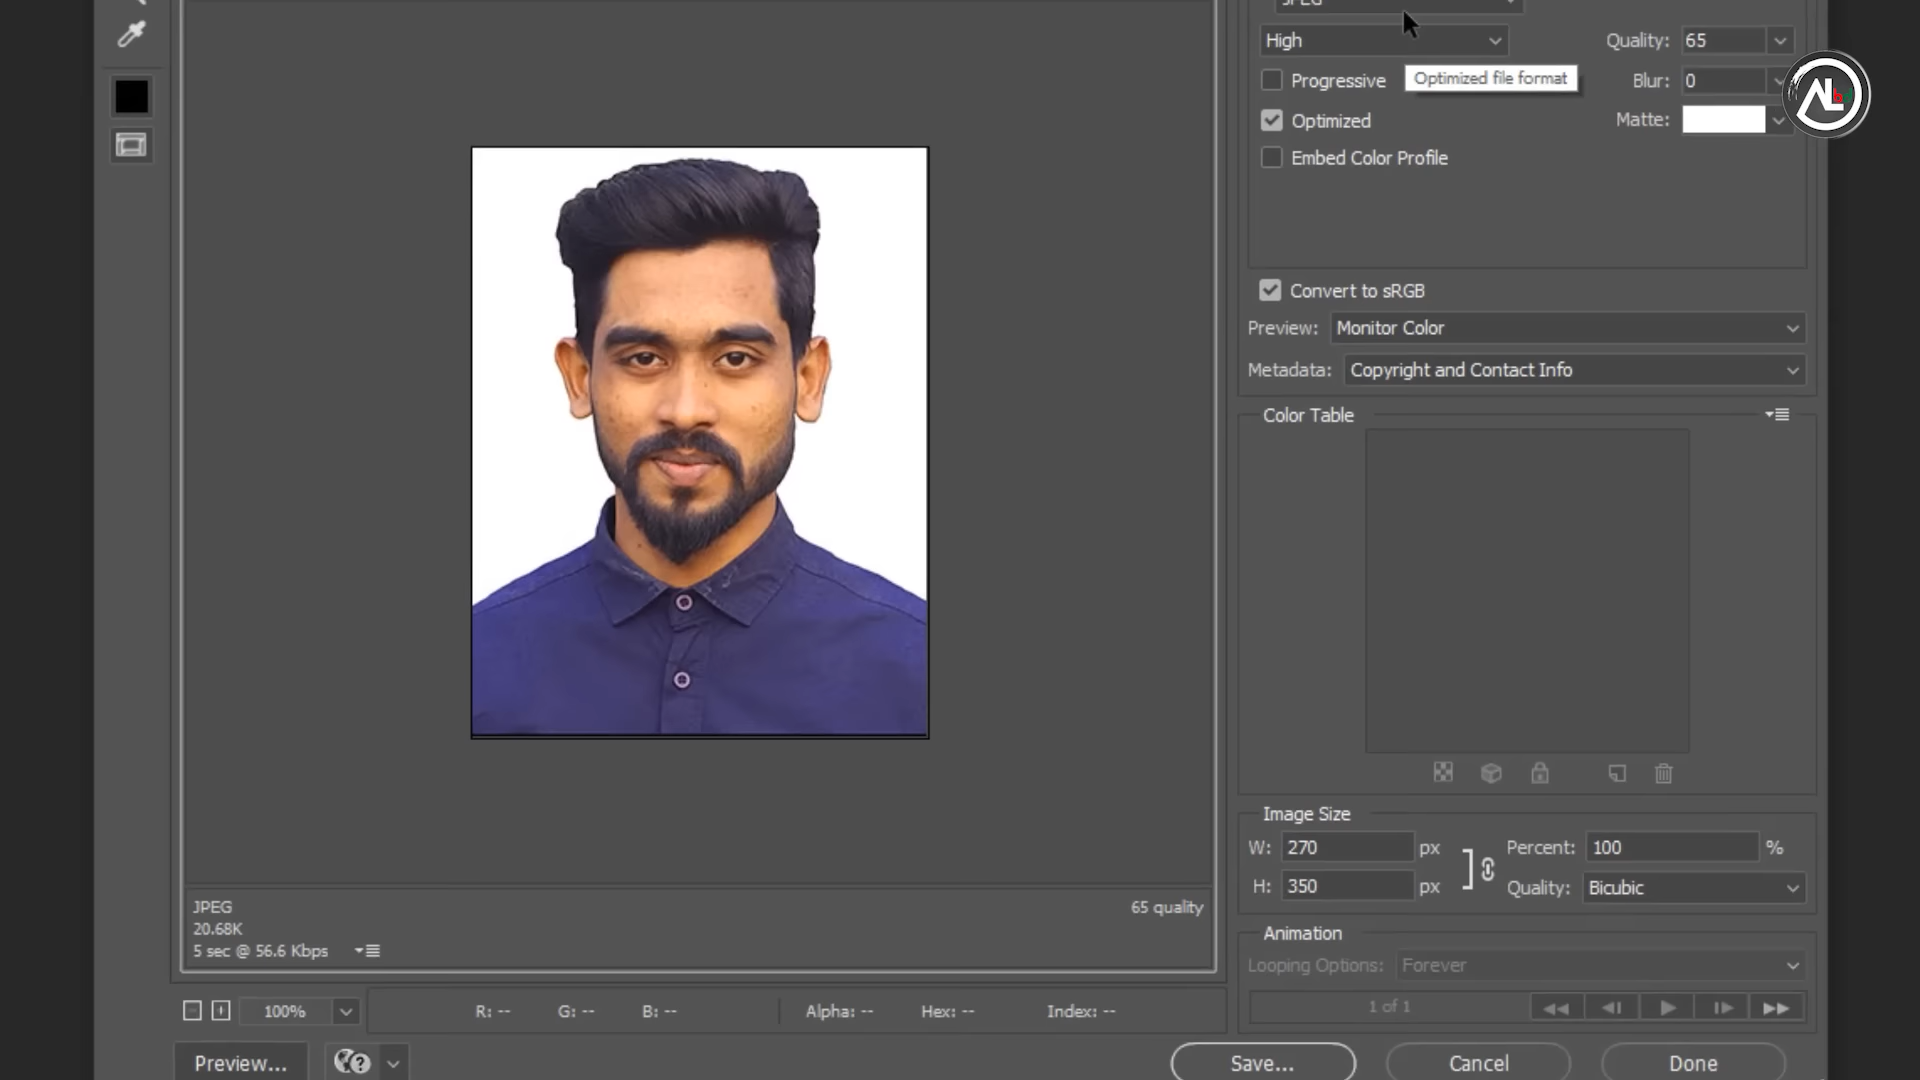 JPEG
High
Quality: 65
Progressive
Optimized file format
Blur: 0
Optimized
Matte:
Embed Color Profile
Convert to sRGB
Preview: Monitor Color
Metadata: Copyright and Contact Info
Color Table
Image Size
W: 270 px
Percent: 100 %
H: 350 px
Quality: Bicubic
JPEG
65 quality
20.68K
5 sec @ 56.6 Kbps
Animation
Looping Options: Forever
1 of 1
100%
R: --
G: --
B: --
Alpha: --
Hex: --
Index: --
Preview...
Save...
Cancel
Done